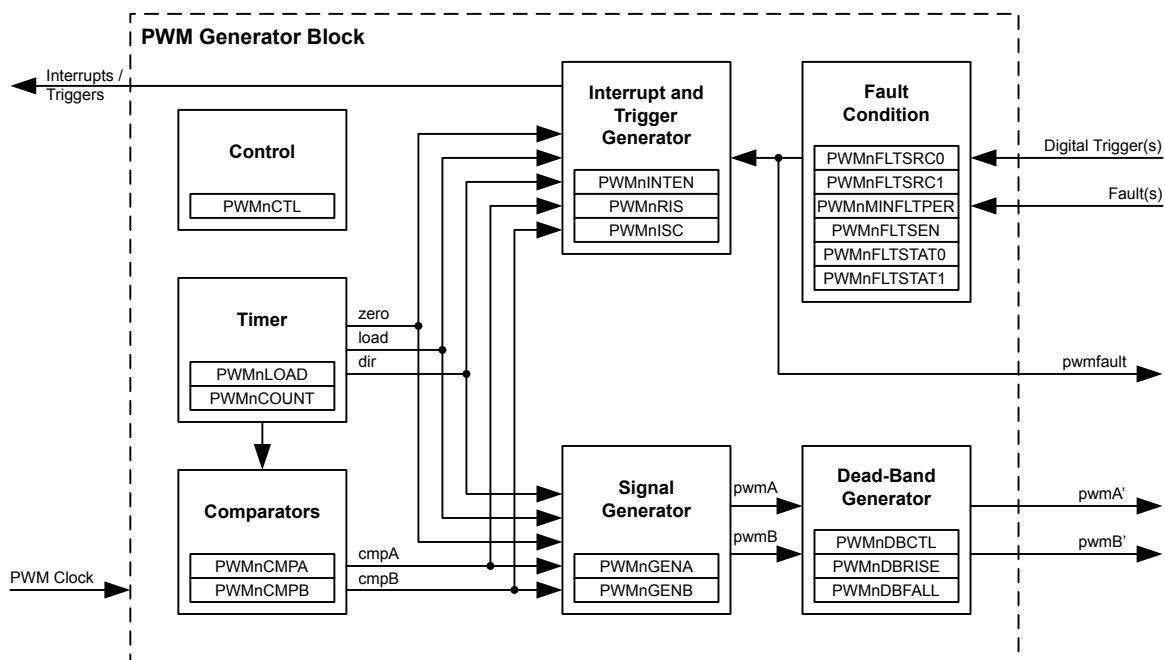 PWM Generator Block
Interrupts /
Triggers
Control
PWMnCTL
Interrupt and
Trigger
Generator
PWMnINTEN
PWMnRIS
PWMnISC
Fault
Condition
PWMnFLTSRC0
PWMnFLTSRC1
PWMnMINFLTPER
PWMnFLTSEN
PWMnFLTSTAT0
PWMnFLTSTAT1
Digital Trigger(s)
Fault(s)
Timer
PWMnLOAD
PWMnCOUNT
zero
load
dir
pwmfault
Comparators
PWMnCMPA
PWMnCMPB
cmpA
cmpB
PWM Clock
Signal
Generator
PWMnGENA
PWMnGENB
pwmA
pwmB
Dead-Band
Generator
PWMnDBCTL
PWMnDBRISE
PWMnDBFALL
pwmA’
pwmB’